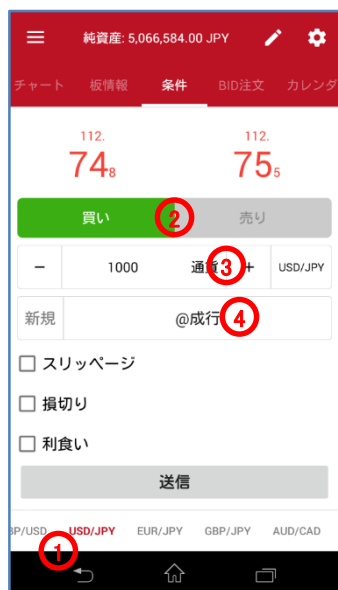 純資産: 5,066,584.00 JPY
チャート 板情報 条件 BID注文 カレンダ
112. 112.
748 755
買い 2 売り
− 1000 通貨 3 + USD/JPY
新規 @成行 4
スリッページ
損切り
利食い
送信
BP/USD USD/JPY EUR/JPY GBP/JPY AUD/CAD
1